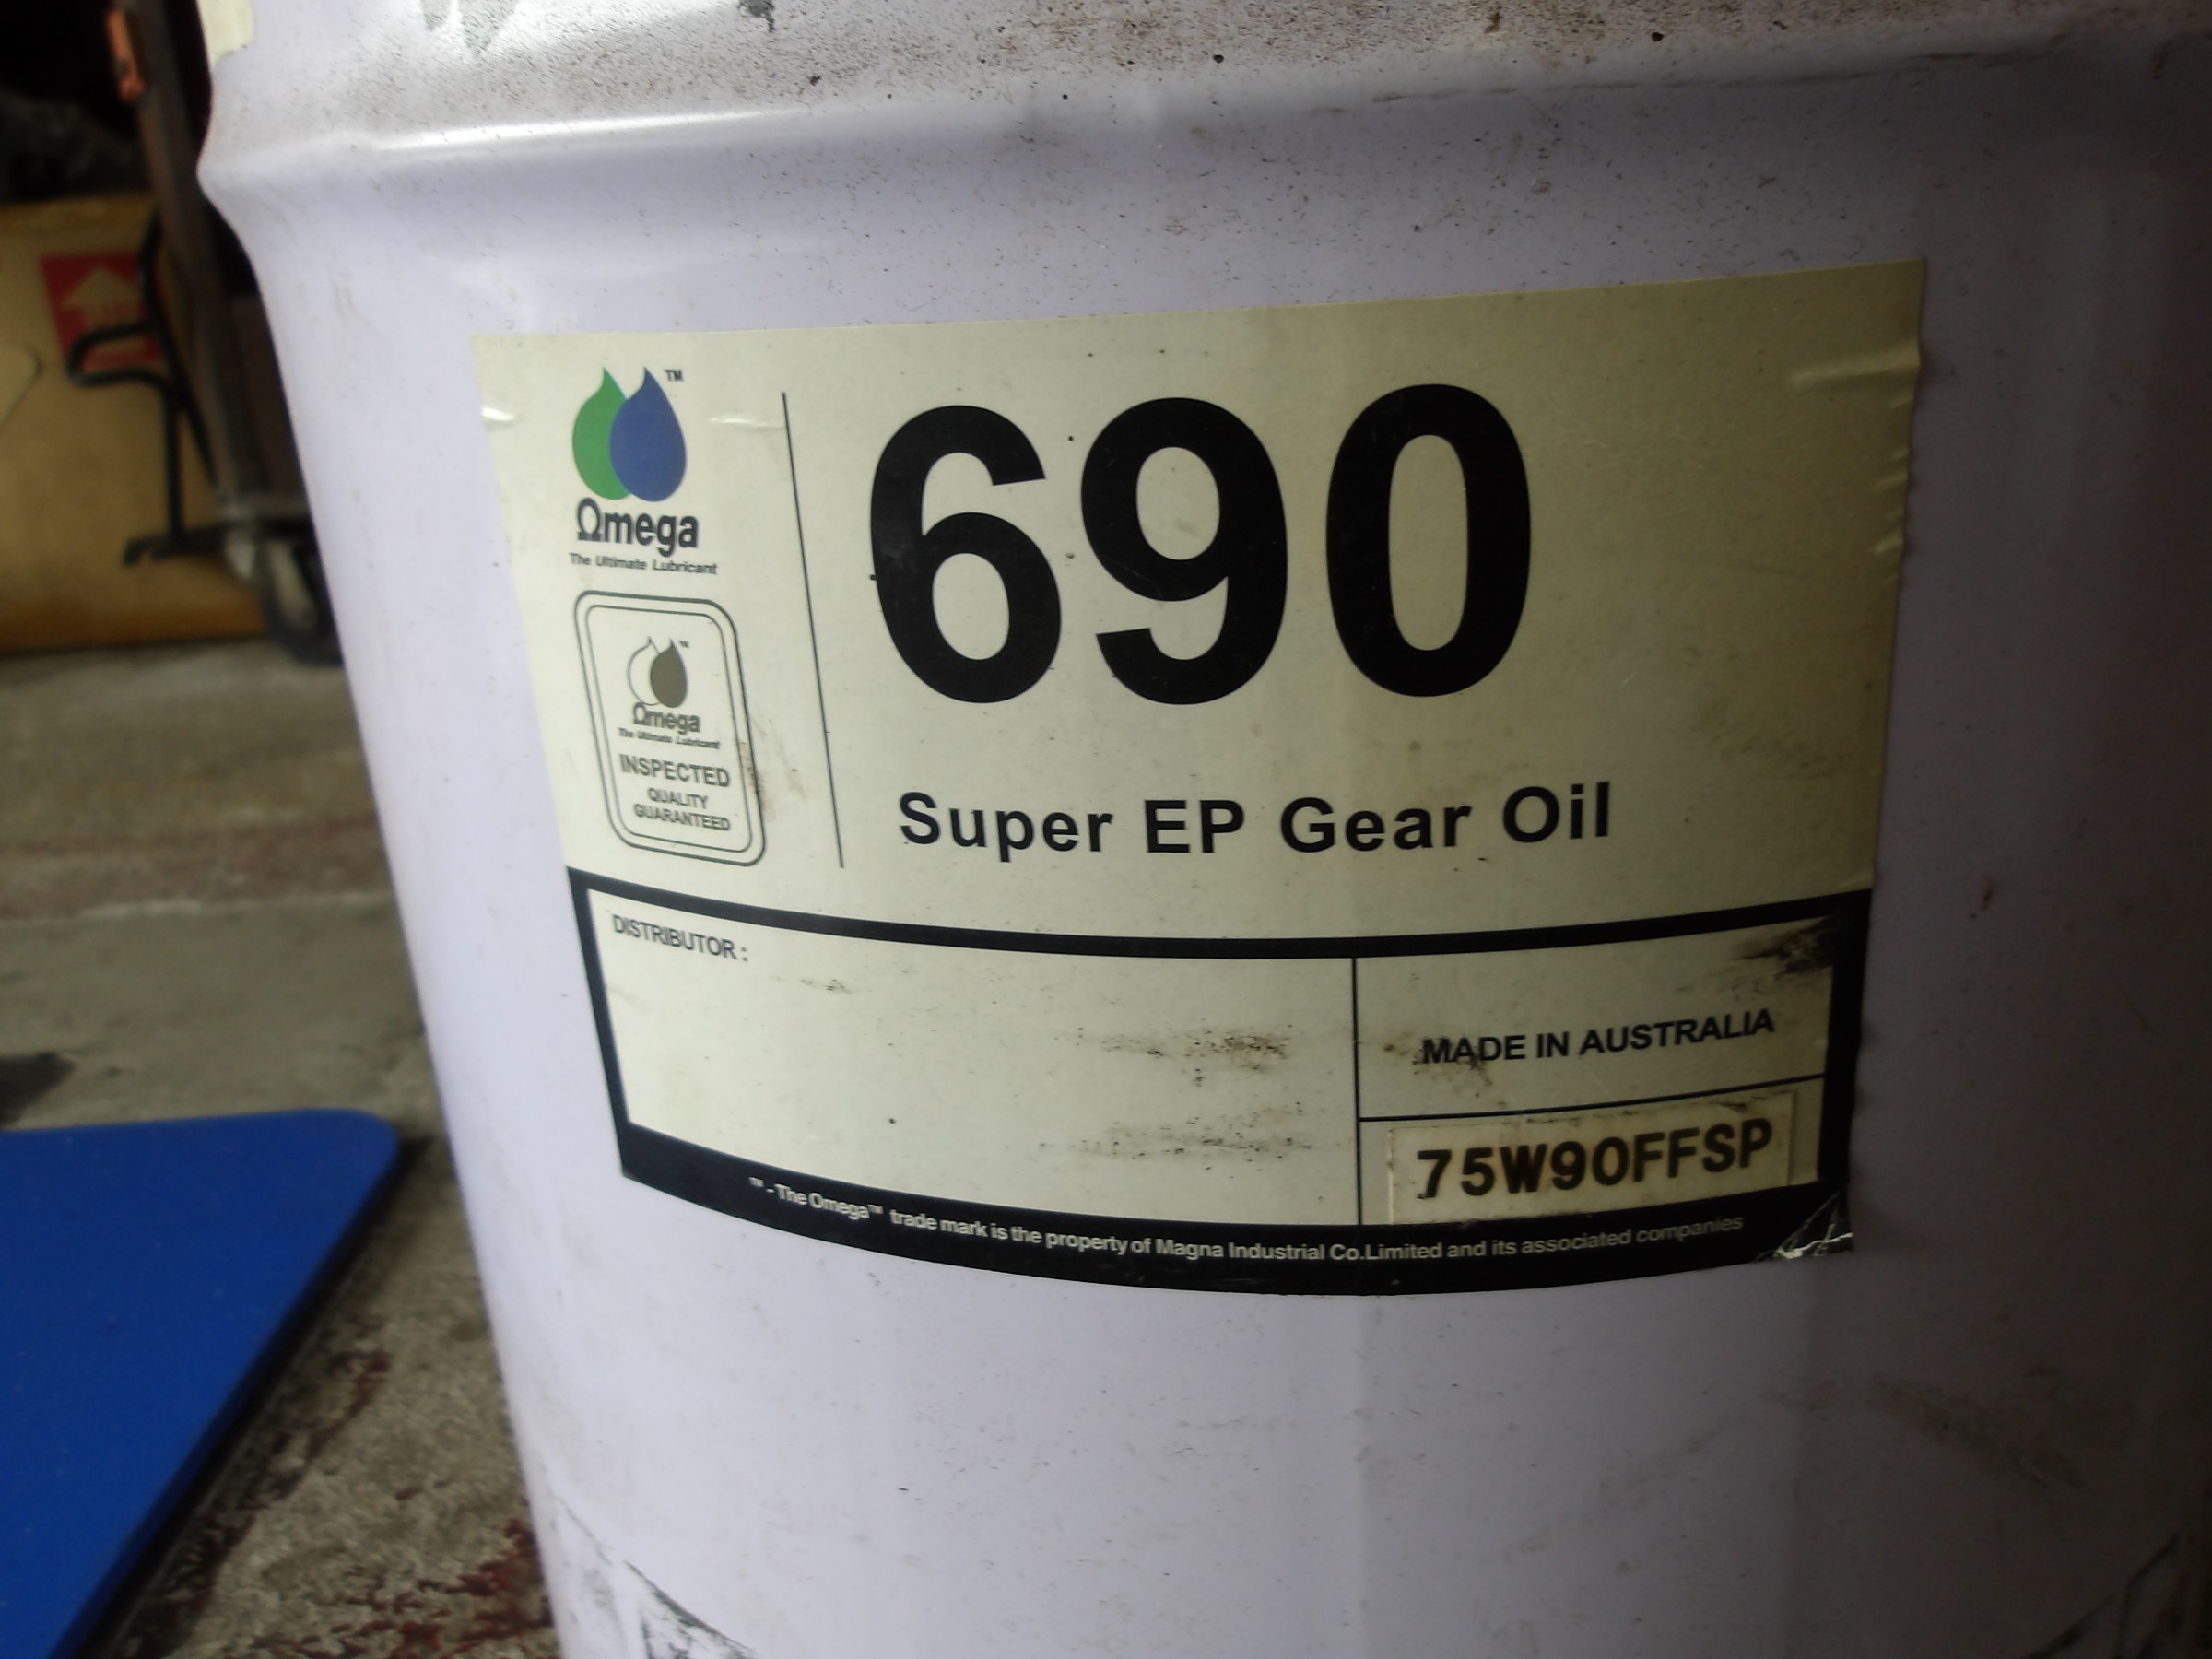 TM
Ωmega
The Ultimate Lubricant
TM
Ωmega
The Ultimate Lubricant
INSPECTED
QUALITY
GUARANTEED
690
Super EP Gear Oil
DISTRIBUTOR :
MADE IN AUSTRALIA
75W90FFSP
™ - The Omega™ trade mark is the property of Magna Industrial Co.Limited and its associated companies